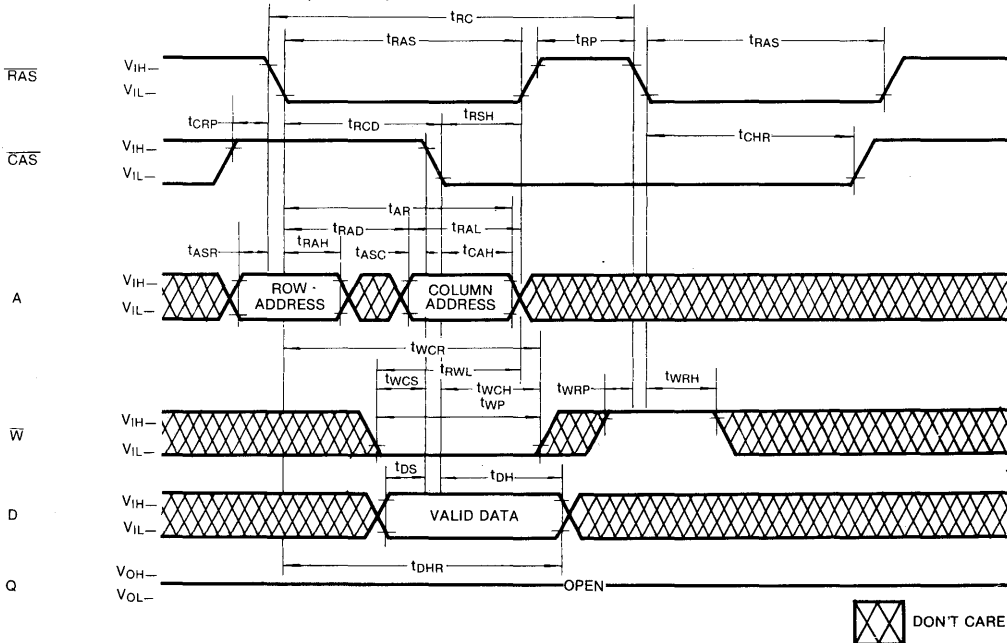 tRC
tRAS tRP tRAS
RAS VIH—
VIL—
tCRP tRCD tRSH tCHR
CAS VIH—
VIL—
tAR
tRAD tRAL
tASR tRAH tASC tCAH
A VIH— ROW - ADDRESS COLUMN ADDRESS
VIL—
tWCR
tRWL
tWCS tWCH tWRP tWRH
tWP
W VIH—
VIL—
tDS tDH
D VIH— VALID DATA
VIL—
tDHR
Q VOH— OPEN
VOL—
DON'T CARE